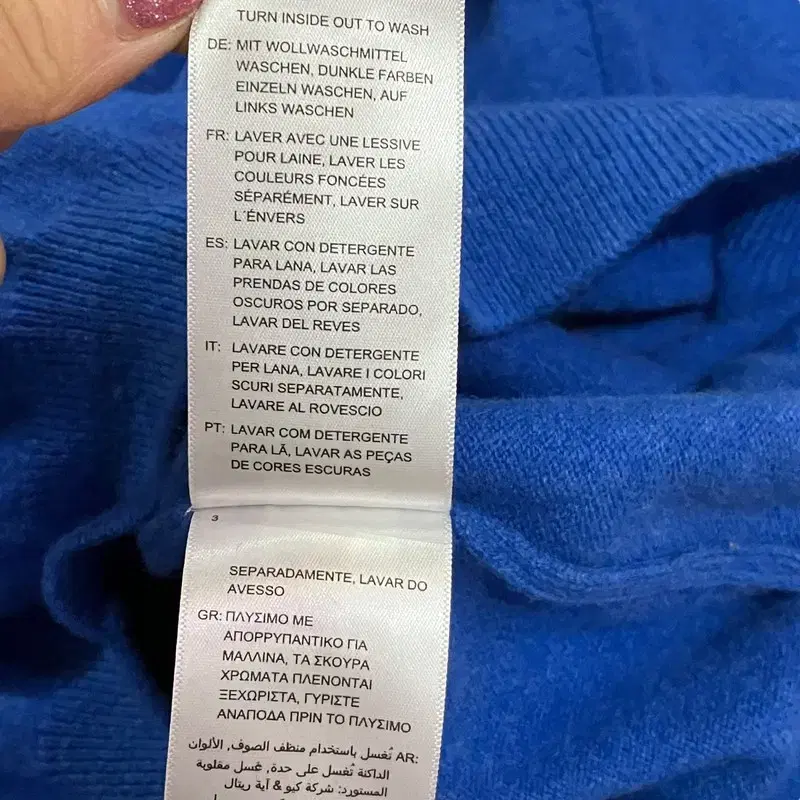 TURN INSIDE OUT TO WASH
DE: MIT WOLLWASCHMITTEL
WASCHEN, DUNKLE FARBEN
EINZELN WASCHEN, AUF
LINKS WASCHEN
FR: LAVER AVEC UNE LESSIVE
POUR LAINE, LAVER LES
COULEURS FONCÉES
SÉPARÉMENT, LAVER SUR
L´ÉNVERS
ES: LAVAR CON DETERGENTE
PARA LANA, LAVAR LAS
PRENDAS DE COLORES
OSCUROS POR SEPARADO,
LAVAR DEL REVES
IT: LAVARE CON DETERGENTE
PER LANA, LAVARE I COLORI
SCURI SEPARATAMENTE,
LAVARE AL ROVESCIO
PT: LAVAR COM DETERGENTE
PARA LÃ, LAVAR AS PEÇAS
DE CORES ESCURAS
3
SEPARADAMENTE, LAVAR DO
AVESSO
GR: ΠΛΥΣΙΜΟ ΜΕ
ΑΠΟΡΡΥΠΑΝΤΙΚΟ ΓΙΑ
ΜΑΛΛΙΝΑ, ΤΑ ΣΚΟΥΡΑ
ΧΡΩΜΑΤΑ ΠΛΕΝΟΝΤΑΙ
ΞΕΧΩΡΙΣΤΑ, ΓΥΡΙΣΤΕ
ΑΝΑΠΟΔΑ ΠΡΙΝ ΤΟ ΠΛΥΣΙΜΟ
AR: تُغسل باستخدام منظف الصوف, الألوان
الداكنة تُغسل على حدة, غسل مقلوبة
المستورد: شركة كيو & آية ريتال